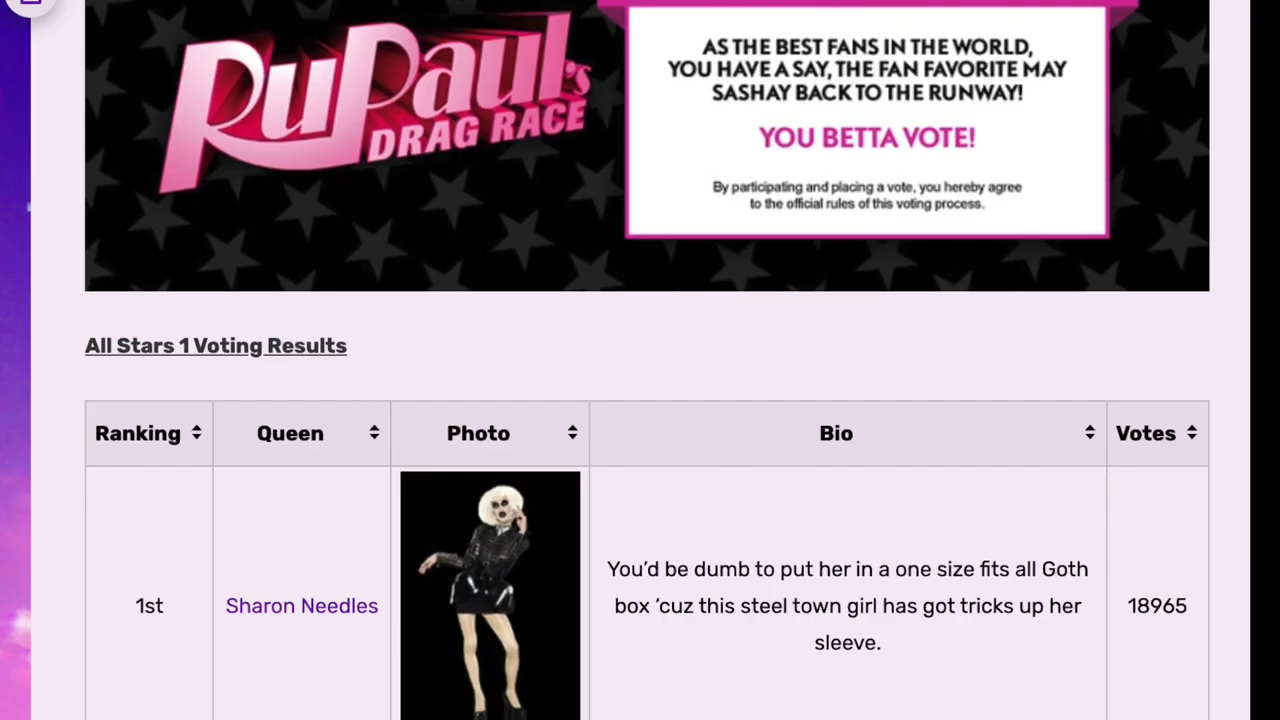 RuPaul's
DRAG RACE
AS THE BEST FANS IN THE WORLD,
YOU HAVE A SAY, THE FAN FAVORITE MAY
SASHAY BACK TO THE RUNWAY!
YOU BETTA VOTE!
By participating and placing a vote, you hereby agree
to the official rules of this voting process.
All Stars 1 Voting Results
Ranking Queen Photo Bio Votes
1st
Sharon Needles
You’d be dumb to put her in a one size fits all Goth
box ‘cuz this steel town girl has got tricks up her
sleeve.
18965